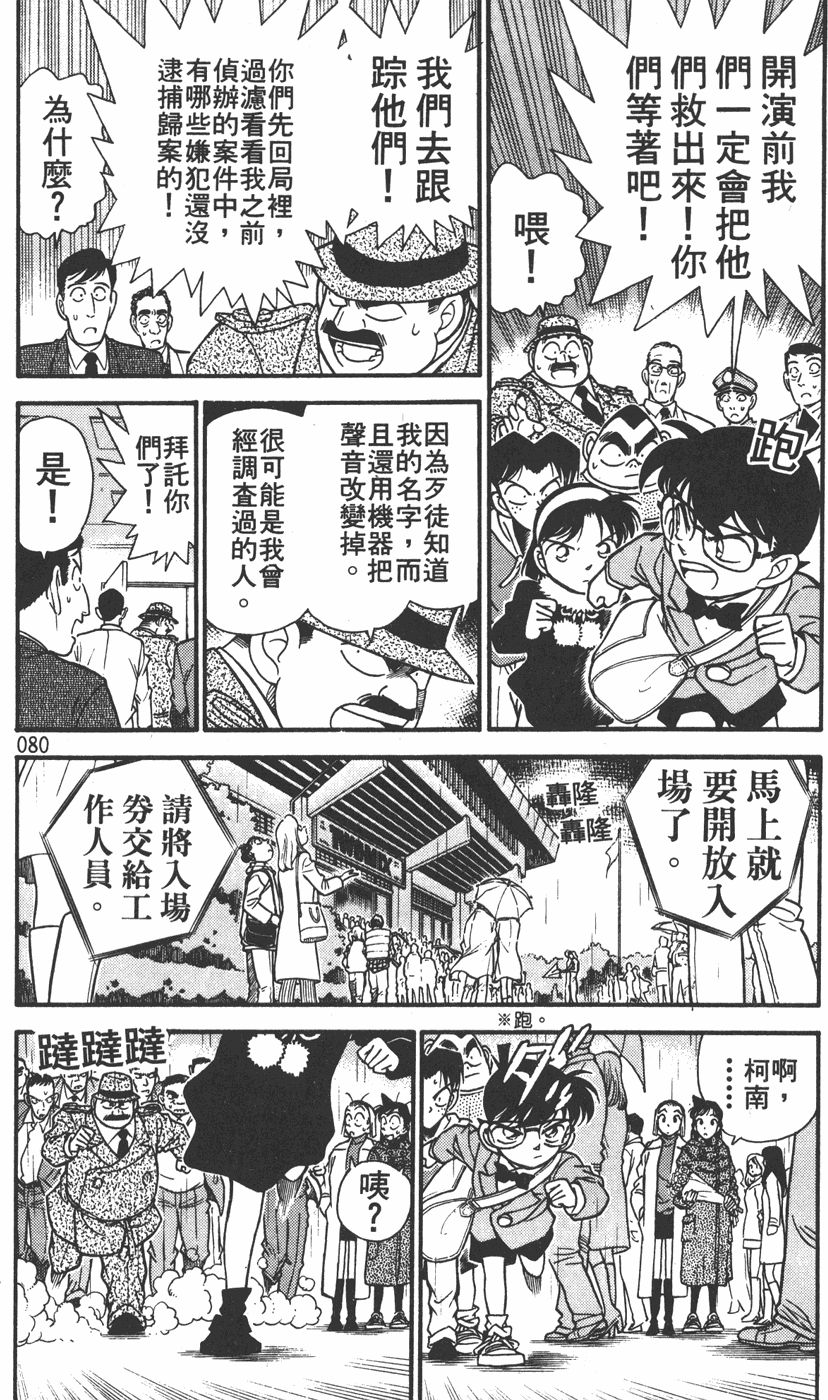 開演前我
們一定會把他
們救出來！你
們等著吧！
喂！
跑
我們去跟
踪他們！
你們先回局裡，
過濾看看我之前
偵辦的案件中，
有哪些嫌犯還沒
逮捕歸案的！
為什麼？
因為歹徒知道
我的名字，而
且還用機器把
聲音改變掉。
很可能是我曾
經調查過的人。
拜託你
們了！
是！
080
馬上就
要開放入
場了。
轟隆
轟隆
TWOMIX
請將入場
券交給工
作人員。
※跑。
啊，
柯南
……
咦？
躂躂躂